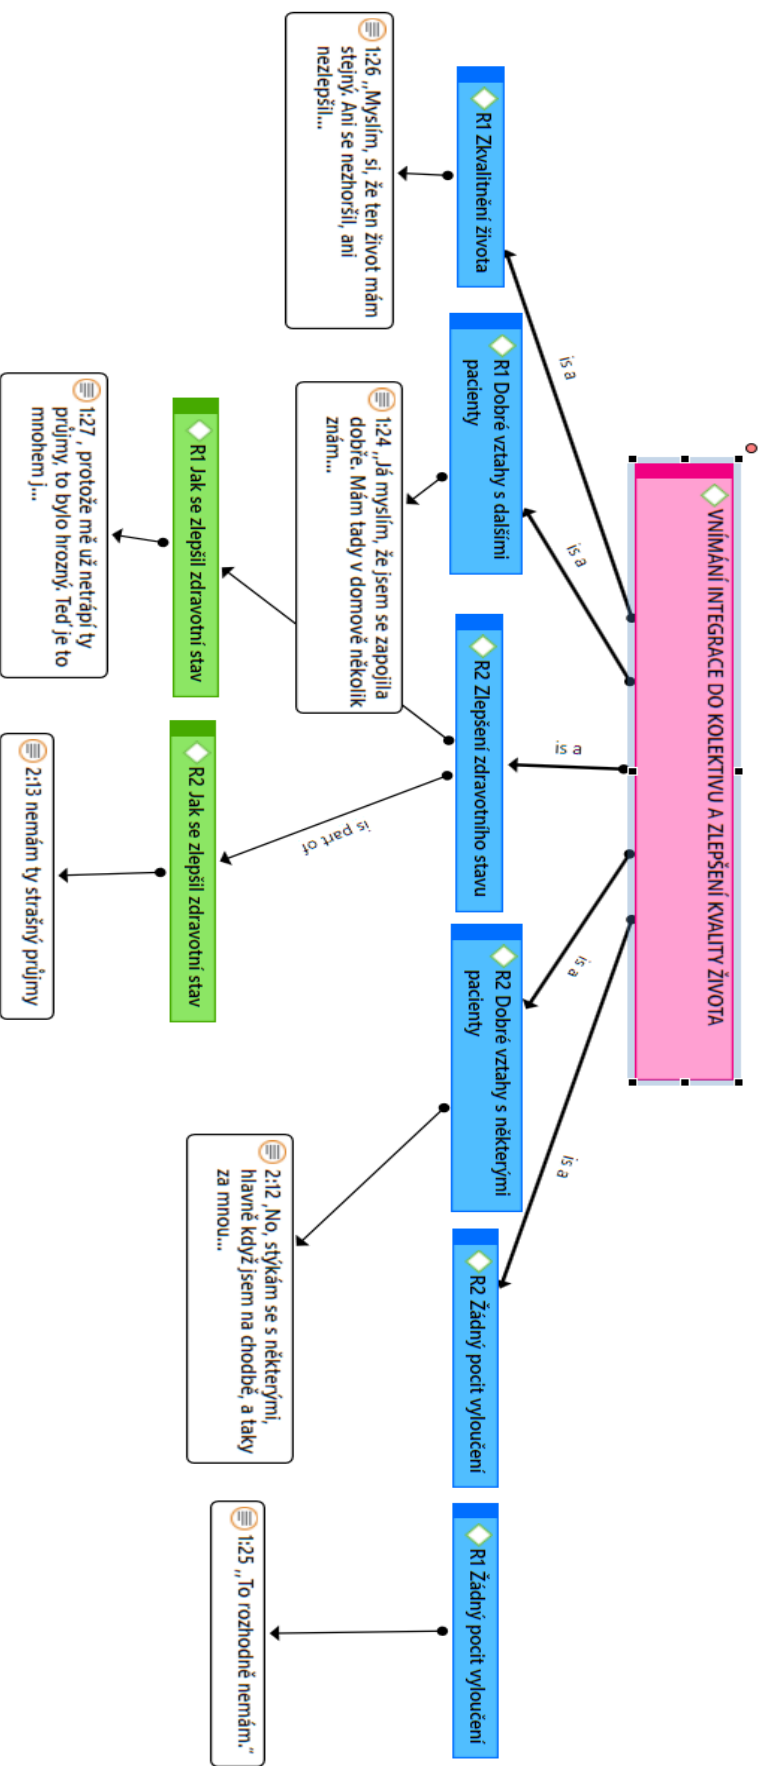 VNÍMÁNÍ INTEGRACE DO KOLEKTIVU A ZLEPŠENÍ KVALITY ŽIVOTA
is a
is a
is a
is a
is a
R1 Zkvalitnění života
R1 Dobré vztahy s dalšími
pacienty
R2 Zlepšení zdravotního stavu
R2 Dobré vztahy s některými
pacienty
R2 Žádný pocit vyloučení
R1 Žádný pocit vyloučení
1:26 „Myslím, si, že ten život mám
stejný. Ani se nezhoršil, ani
nezlepšil...
1:24 „Já myslím, že jsem se zapojila
dobře. Mám tady v domově několik
znám...
is part of
2:12 ,No, stýkám se s některými,
hlavně když jsem na chodbě, a taky
za mnou...
1:25 „To rozhodně nemám.“
R1 Jak se zlepšil zdravotní stav
R2 Jak se zlepšil zdravotní stav
1:27 , protože mě už netrápí ty
průjmy, to bylo hrozný. Teď je to
mnohem j...
2:13 nemám ty strašný průjmy